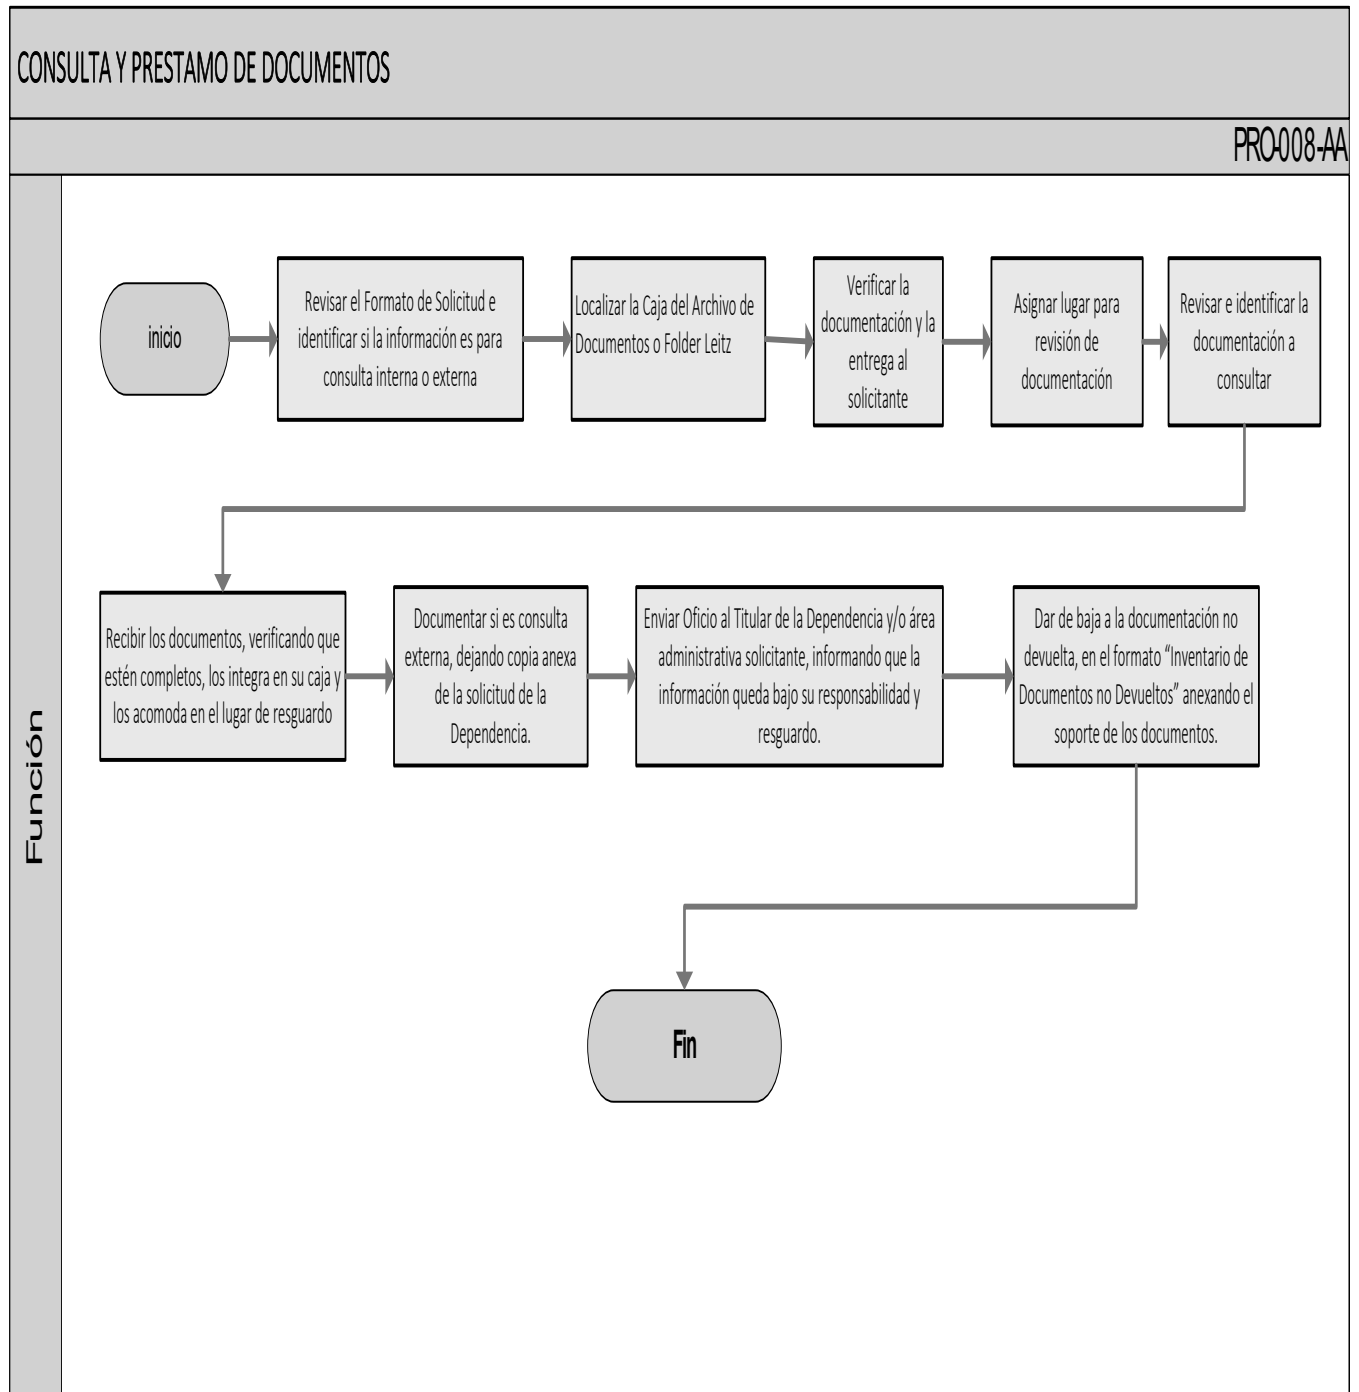 CONSULTA Y PRESTAMO DE DOCUMENTOS
PRO-008-AA
Función
inicio
Revisar el Formato de Solicitud e
identificar si la información es para
consulta interna o externa
Localizar la Caja del Archivo de
Documentos o Folder Leitz
Verificar la
documentación y la
entrega al
solicitante
Asignar lugar para
revisión de
documentación
Revisar e identificar la
documentación a
consultar
Recibir los documentos, verificando que
estén completos, los integra en su caja y
los acomoda en el lugar de resguardo
Documentar si es consulta
externa, dejando copia anexa
de la solicitud de la
Dependencia.
Enviar Oficio al Titular de la Dependencia y/o área
administrativa solicitante, informando que la
información queda bajo su responsabilidad y
resguardo.
Dar de baja a la documentación no
devuelta, en el formato “Inventario de
Documentos no Devueltos” anexando el
soporte de los documentos.
Fin